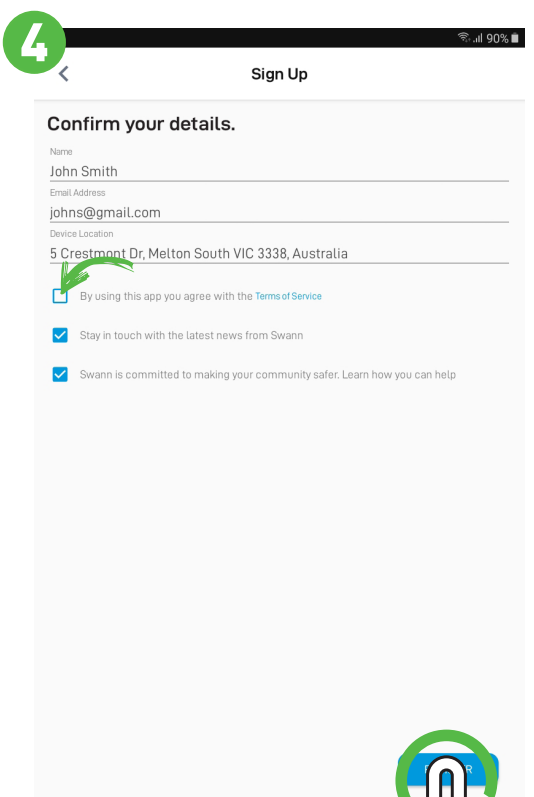 4
90%
Sign Up
Confirm your details.
Name
John Smith
Email Address
johns@gmail.com
Device Location
5 Crestmont Dr, Melton South VIC 3338, Australia
By using this app you agree with the Terms of Service
Stay in touch with the latest news from Swann
Swann is committed to making your community safer. Learn how you can help